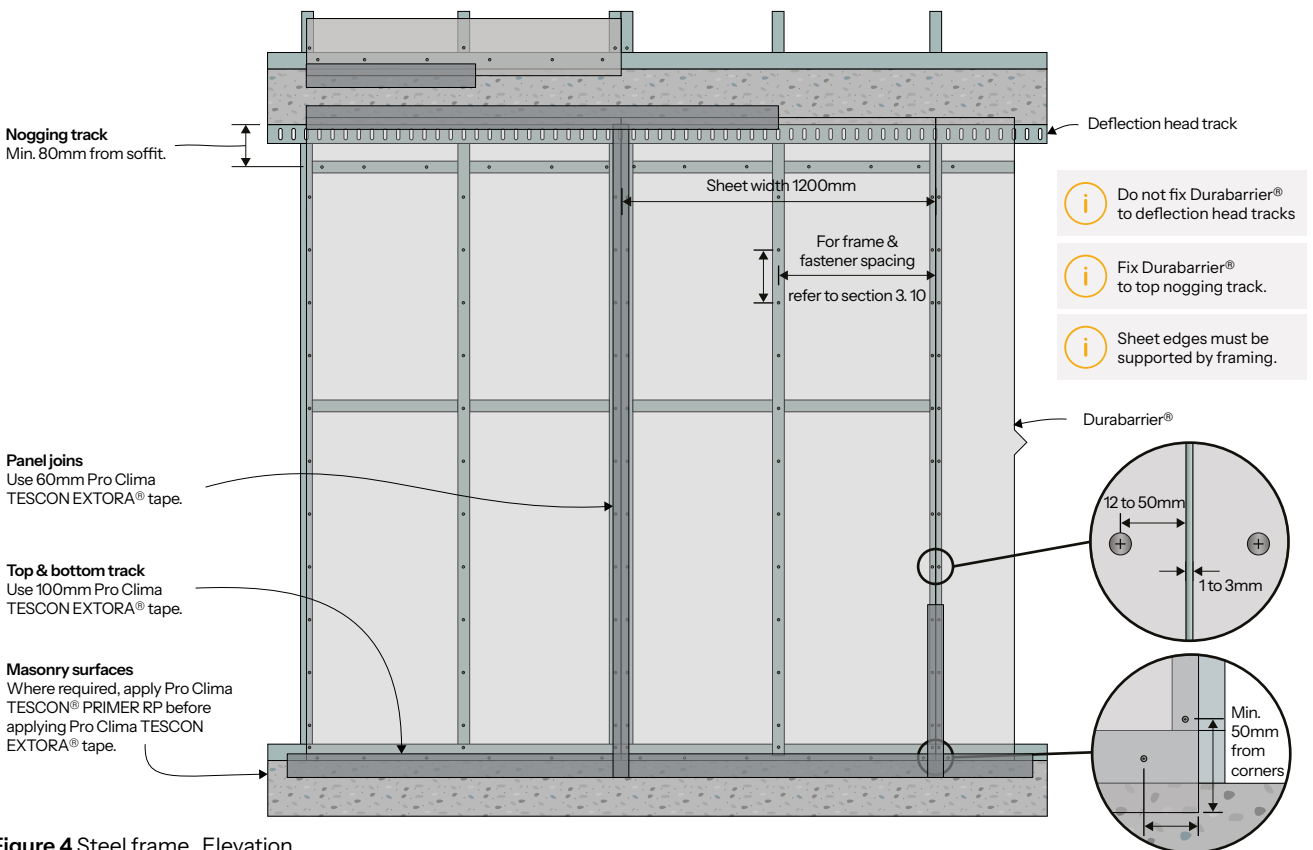 Nogging track
Min. 80mm from soffit.
Deflection head track
Sheet width 1200mm
Do not fix Durabarrier®
to deflection head tracks
For frame &
fastener spacing
refer to section 3. 10
Fix Durabarrier®
to top nogging track.
Sheet edges must be
supported by framing.
Durabarrier®
Panel joins
Use 60mm Pro Clima
TESCON EXTORA® tape.
12 to 50mm
1 to 3mm
Top & bottom track
Use 100mm Pro Clima
TESCON EXTORA® tape.
Masonry surfaces
Where required, apply Pro Clima
TESCON® PRIMER RP before
applying Pro Clima TESCON
EXTORA® tape.
Min.
50mm
from
corners
Figure 4 Steel frame Elevation